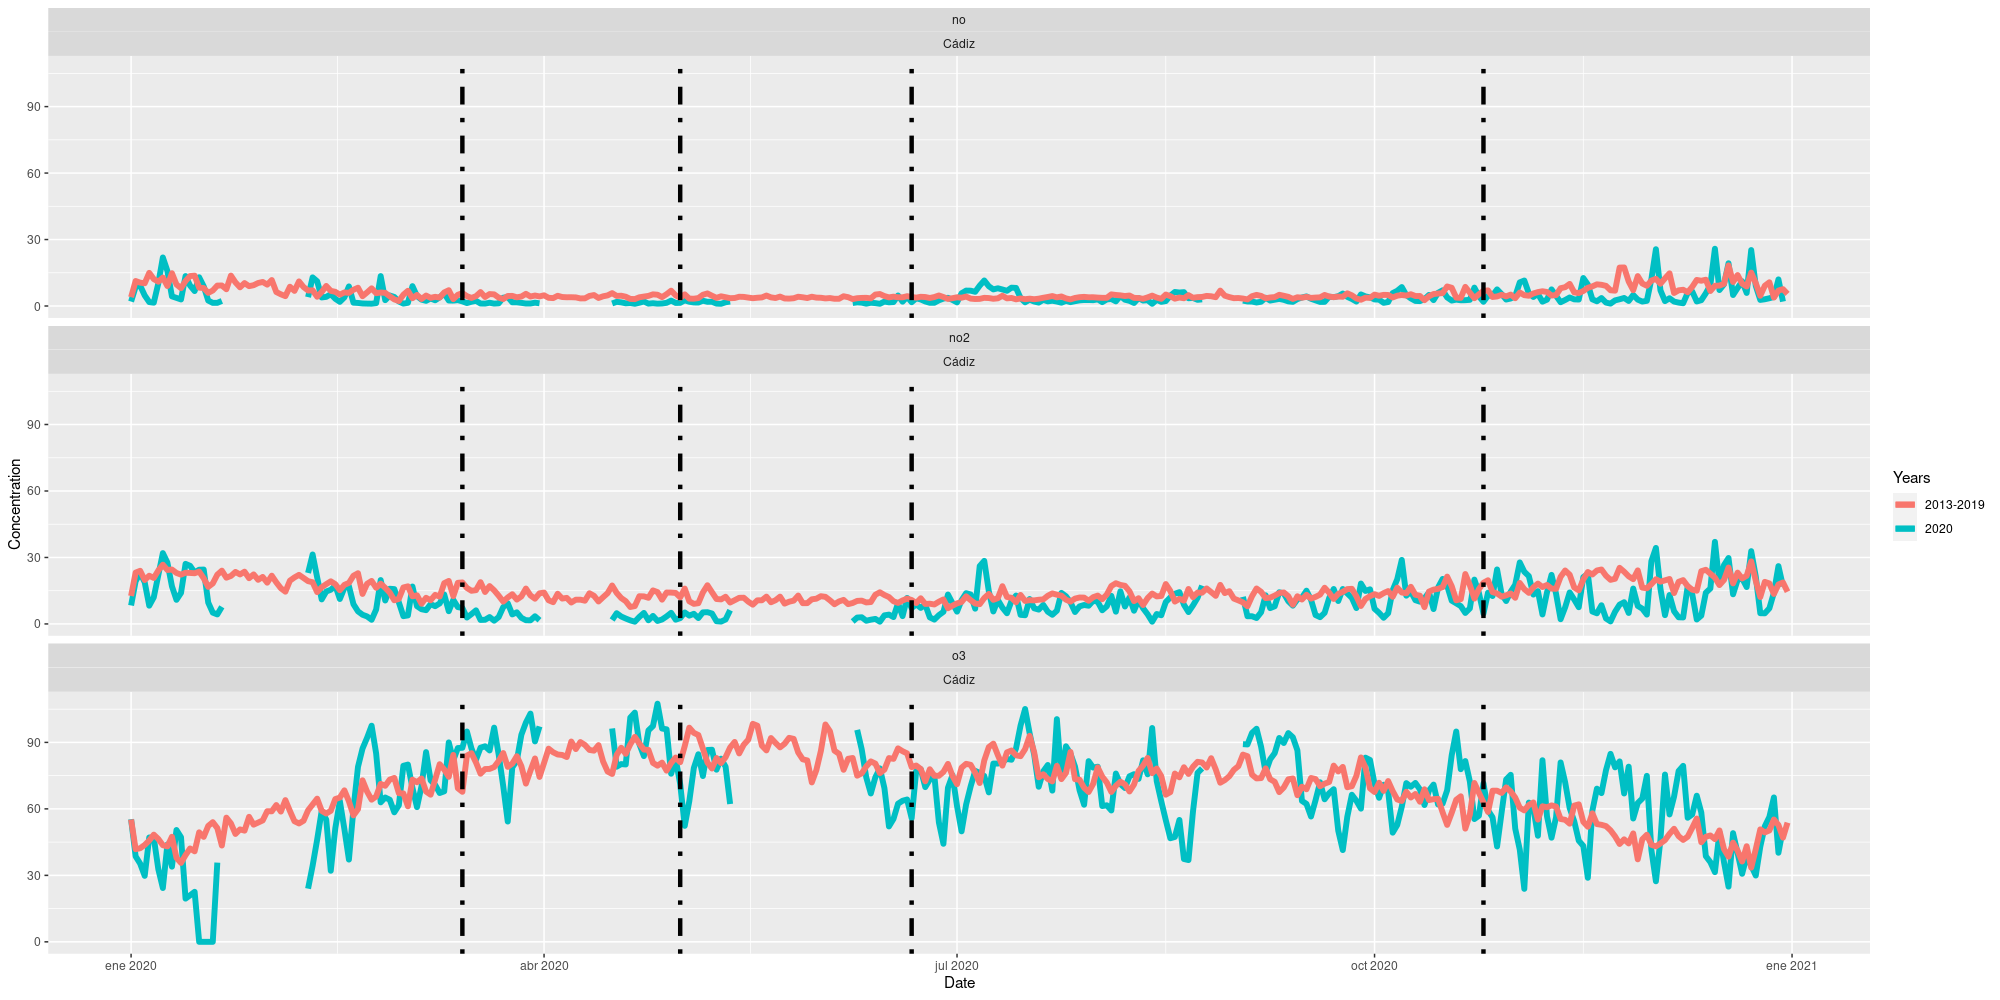 no
Cádiz
90
60
30
0
no2
Cádiz
90
60
30
0
o3
Cádiz
90
60
30
0
ene 2020
abr 2020
jul 2020
oct 2020
ene 2021
Date
Concentration
Years
2013-2019
2020